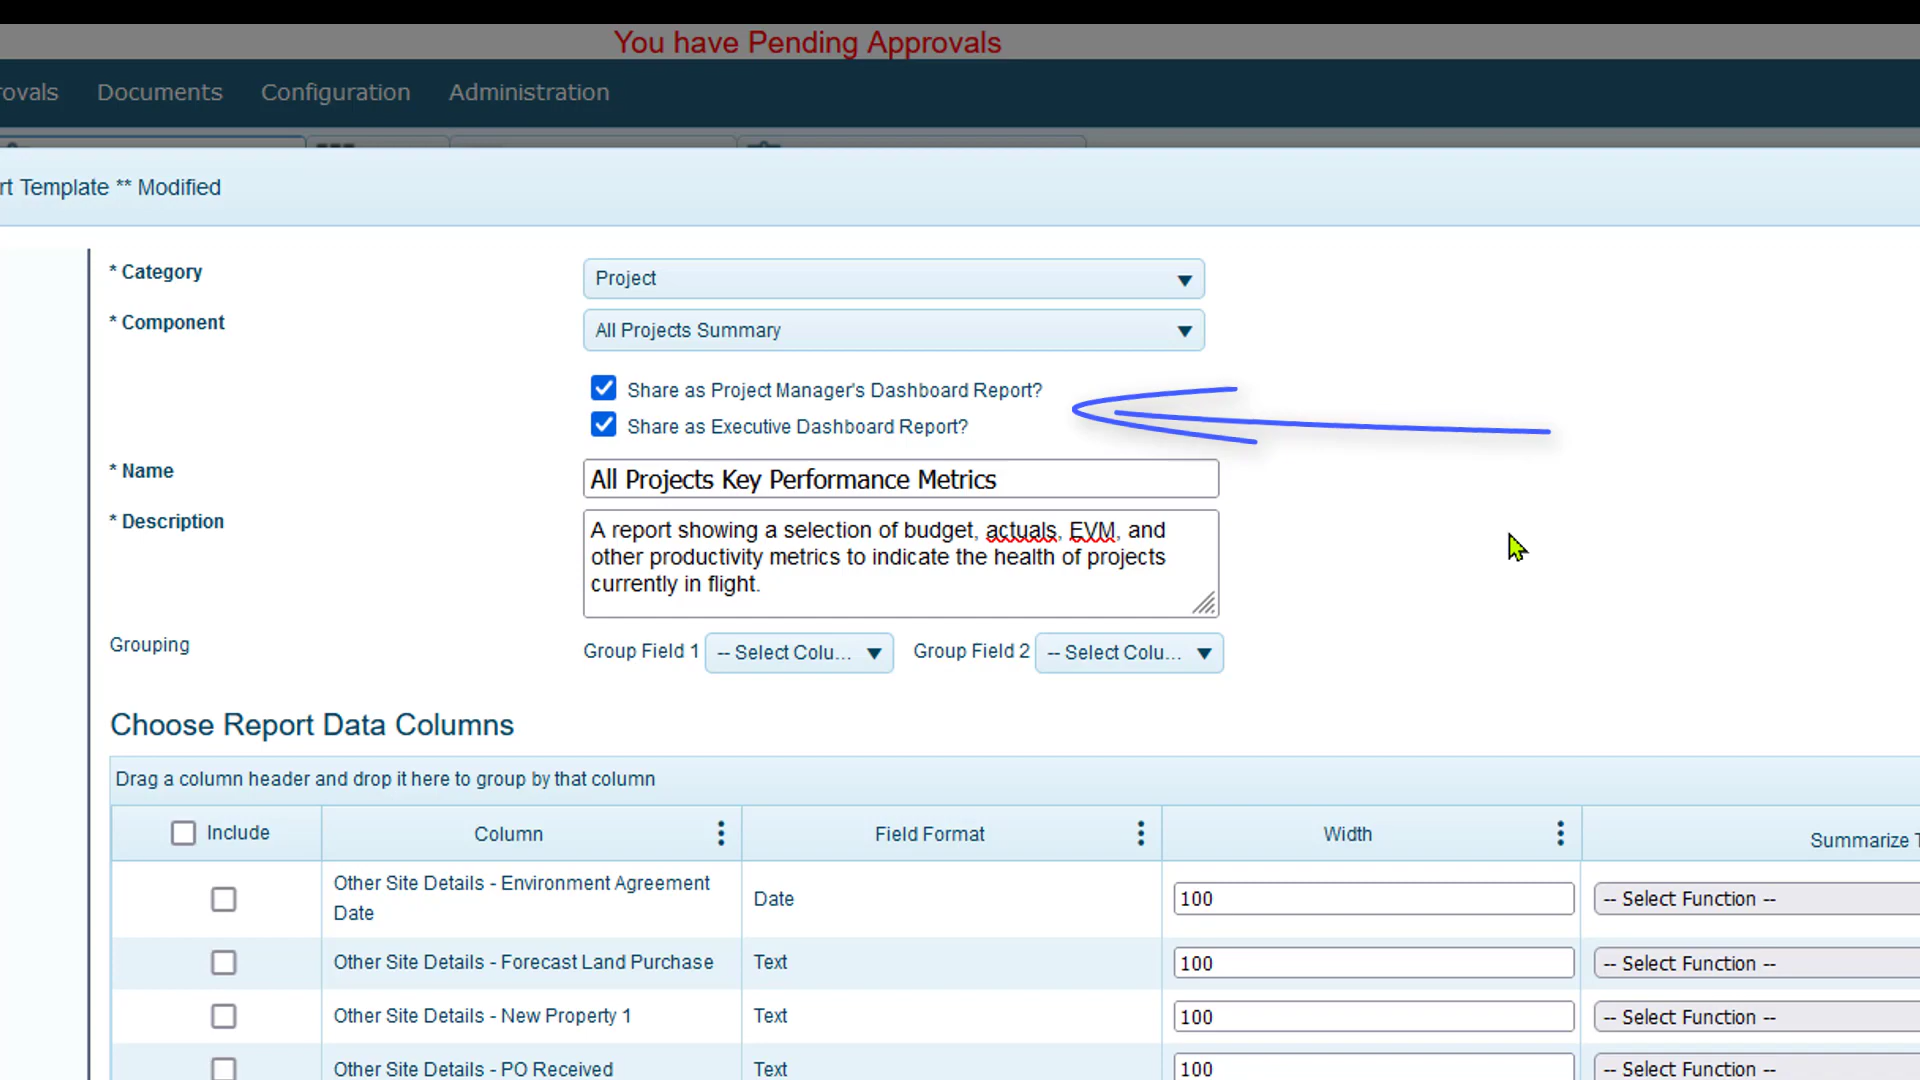 You have Pending Approvals
rovals Documents Configuration Administration
rt Template ** Modified
* Category Project
* Component All Projects Summary
Share as Project Manager's Dashboard Report?
Share as Executive Dashboard Report?
* Name All Projects Key Performance Metrics
* Description A report showing a selection of budget, actuals, EVM, and
other productivity metrics to indicate the health of projects
currently in flight.
Grouping Group Field 1 -- Select Colu... Group Field 2 -- Select Colu...
Choose Report Data Columns
Drag a column header and drop it here to group by that column
Include Column Field Format Width Summarize T
Other Site Details - Environment Agreement
Date Date 100 -- Select Function --
Other Site Details - Forecast Land Purchase Text 100 -- Select Function --
Other Site Details - New Property 1 Text 100 -- Select Function --
Other Site Details - PO Received Text 100 -- Select Function --